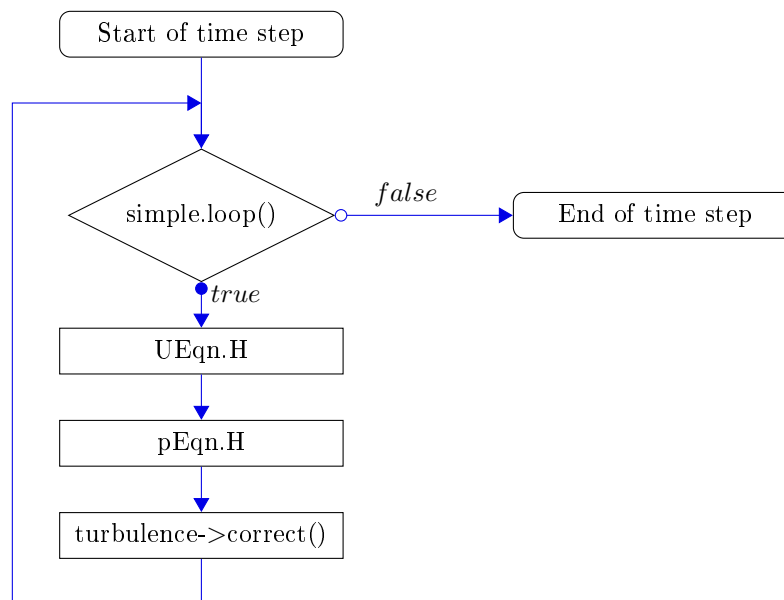 Start of time step
simple.loop()
false
End of time step
true
UEqn.H
pEqn.H
turbulence->correct()